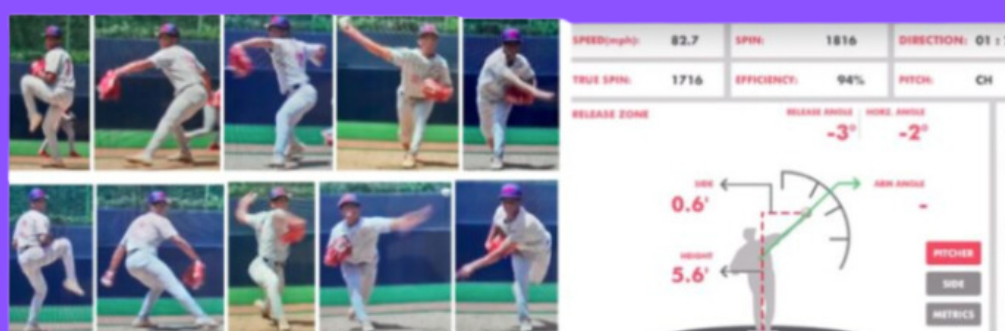 SPEED(mph): 82.7 SPIN: 1816 DIRECTION: 01 :
TRUE SPIN: 1716 EFFICIENCY: 94% PITCH: CH
RELEASE ZONE
RELEASE ANGLE HORZ. ANGLE
-3° -2°
SIDE
0.6'
ARM ANGLE
-
HEIGHT
5.6'
PITCHER
SIDE
METRICS